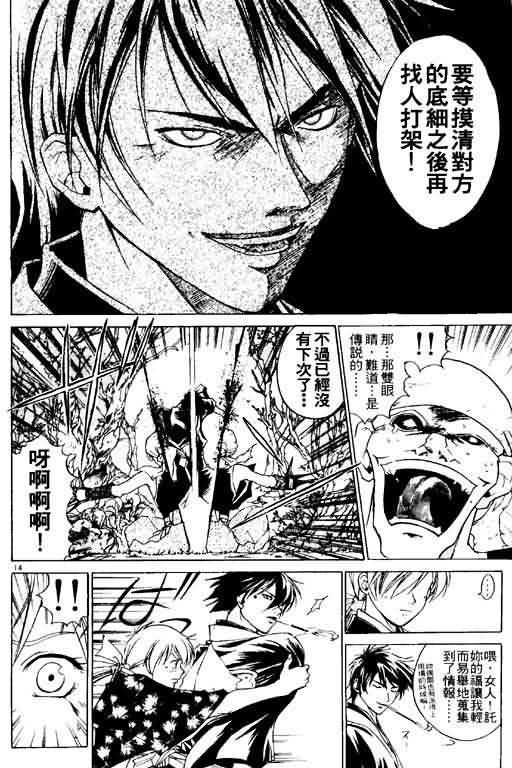 要等摸清對方
的底細之後再
找人打架！
！！
那…那雙眼
睛，難道…是
傳說的……
不過已經沒
有下次了…
呀啊啊啊！
14
……
喂，女人！託
妳的福讓我輕
而易舉地蒐集
到了情報……
は
！！